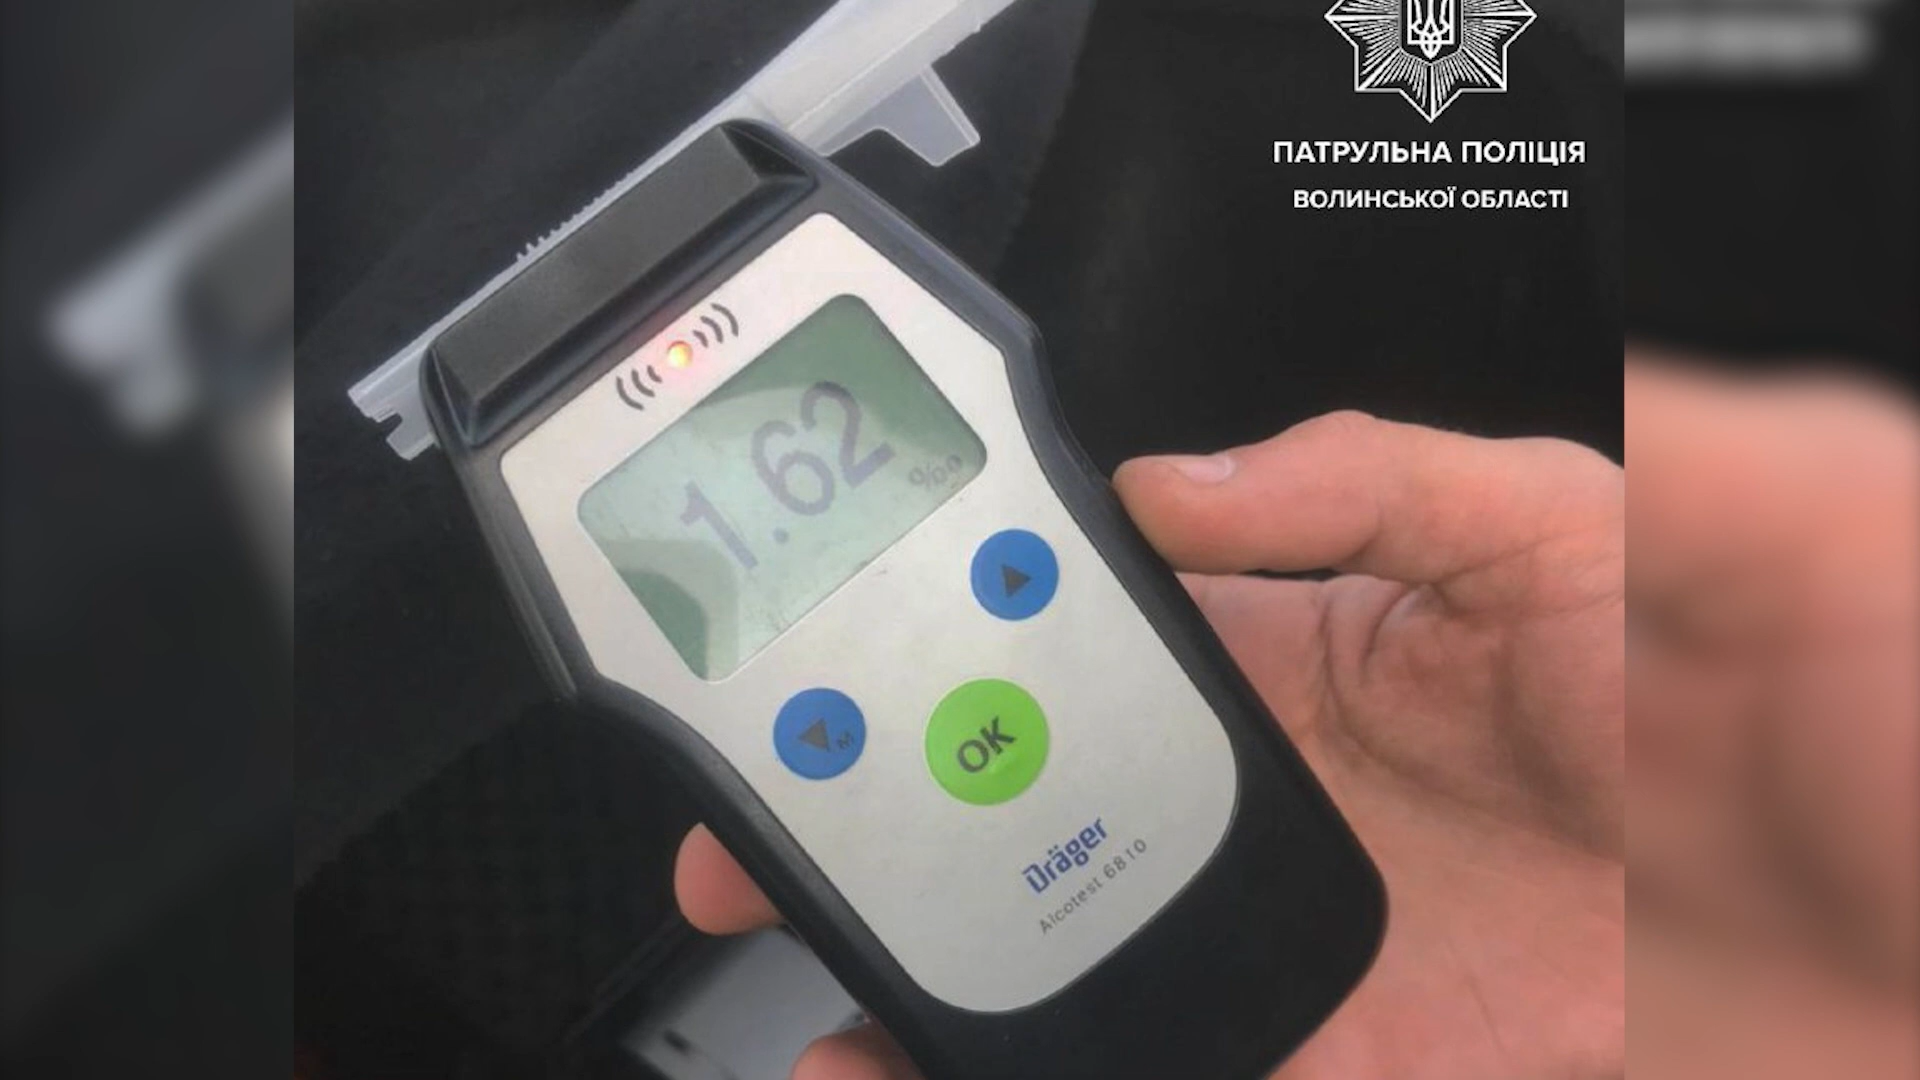 ПАТРУЛЬНА ПОЛІЦІЯ
ВОЛИНСЬКОЇ ОБЛАСТІ
1.62 ‰
M
OK
Dräger
Alcotest 6810